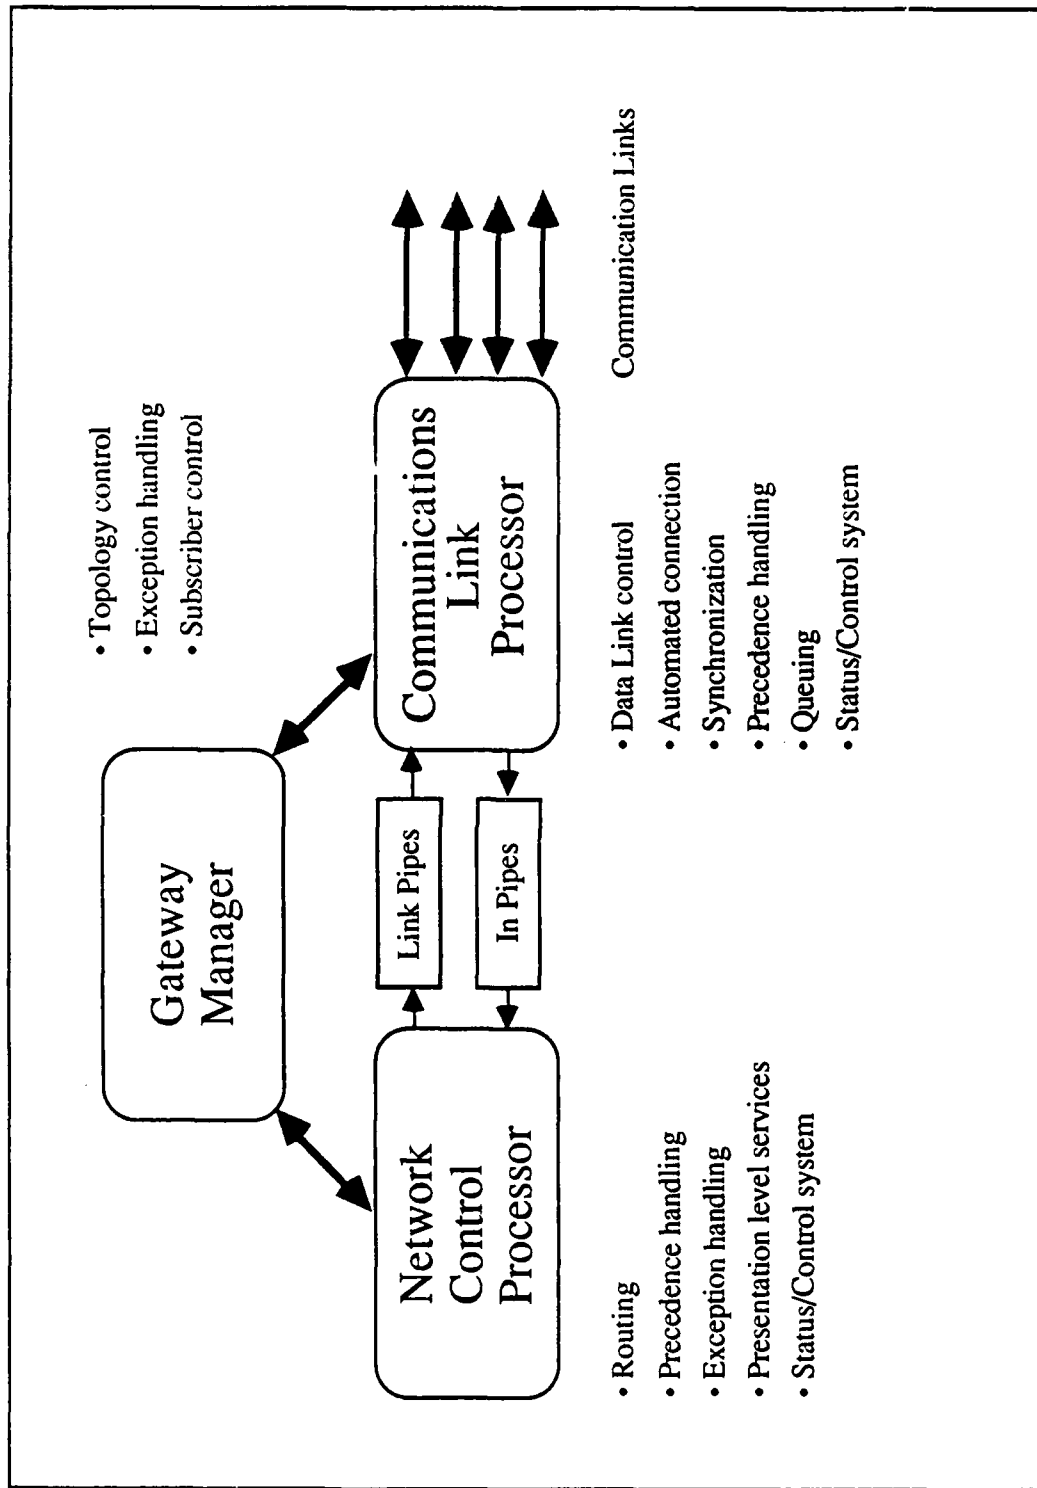 Gateway
Manager
• Topology control
• Exception handling
• Subscriber control
Network
Control
Processor
Link Pipes
In Pipes
Communications
Link
Processor
• Routing
• Precedence handling
• Exception handling
• Presentation level services
• Status/Control system
• Data Link control
• Automated connection
• Synchronization
• Precedence handling
• Queuing
• Status/Control system
Communication Links